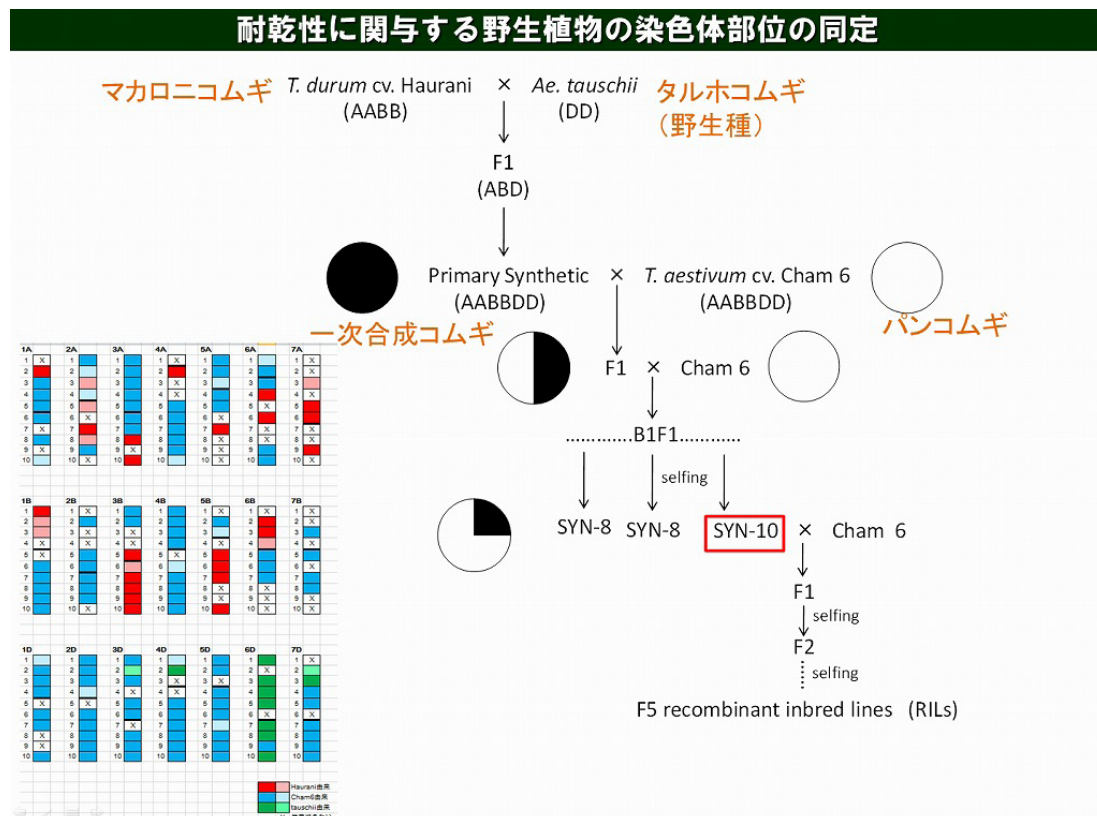 耐乾性に関与する野生植物の染色体部位の同定
マカロニコムギ T. durum cv. Haurani × Ae. tauschii タルホコムギ
(AABB) (DD) （野生種）
F1
(ABD)
Primary Synthetic × T. aestivum cv. Cham 6
(AABBDD) (AABBDD)
一次合成コムギ パンコムギ
F1 × Cham 6
.............B1F1............
selfing
SYN-8 SYN-8 SYN-10 × Cham 6
F1
selfing
F2
selfing
F5 recombinant inbred lines (RILs)
1A 2A 3A 4A 5A 6A 7A
1B 2B 3B 4B 5B 6B 7B
1D 2D 3D 4D 5D 6D 7D
Haurani由来
Cham6由来
tauschii由来